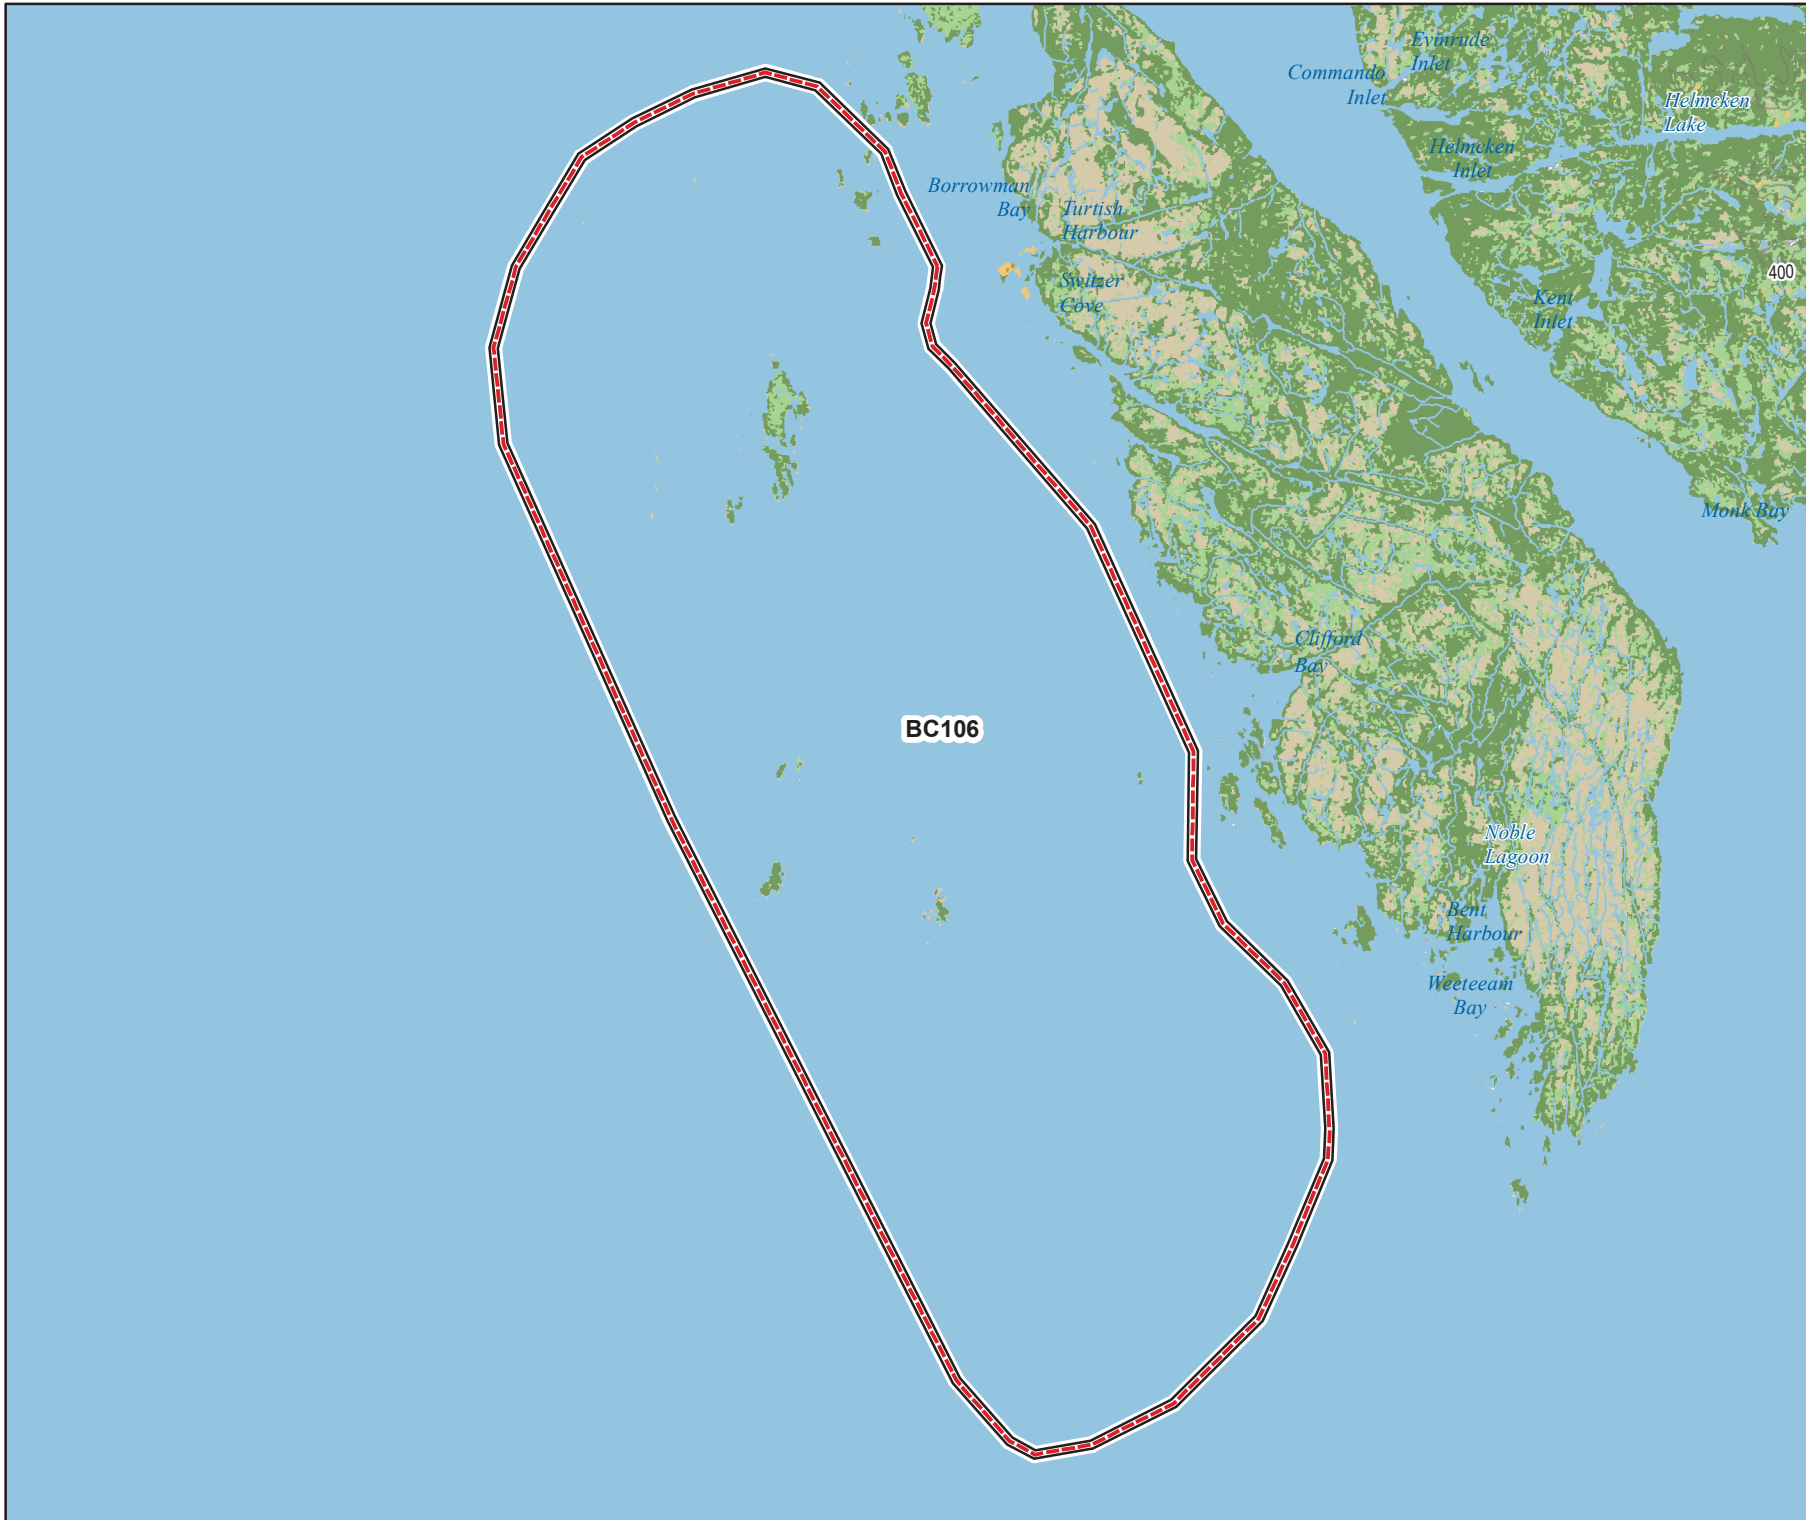 Evinrude
Inlet
Commando
Inlet
Helmcken
Lake
Helmcken
Inlet
Borrowman
Bay
Turtish
Harbour
400
Switzer
Cove
Kent
Inlet
Monk Bay
Clifford
Bay
BC106
Noble
Lagoon
Bent
Harbour
Weeteeam
Bay